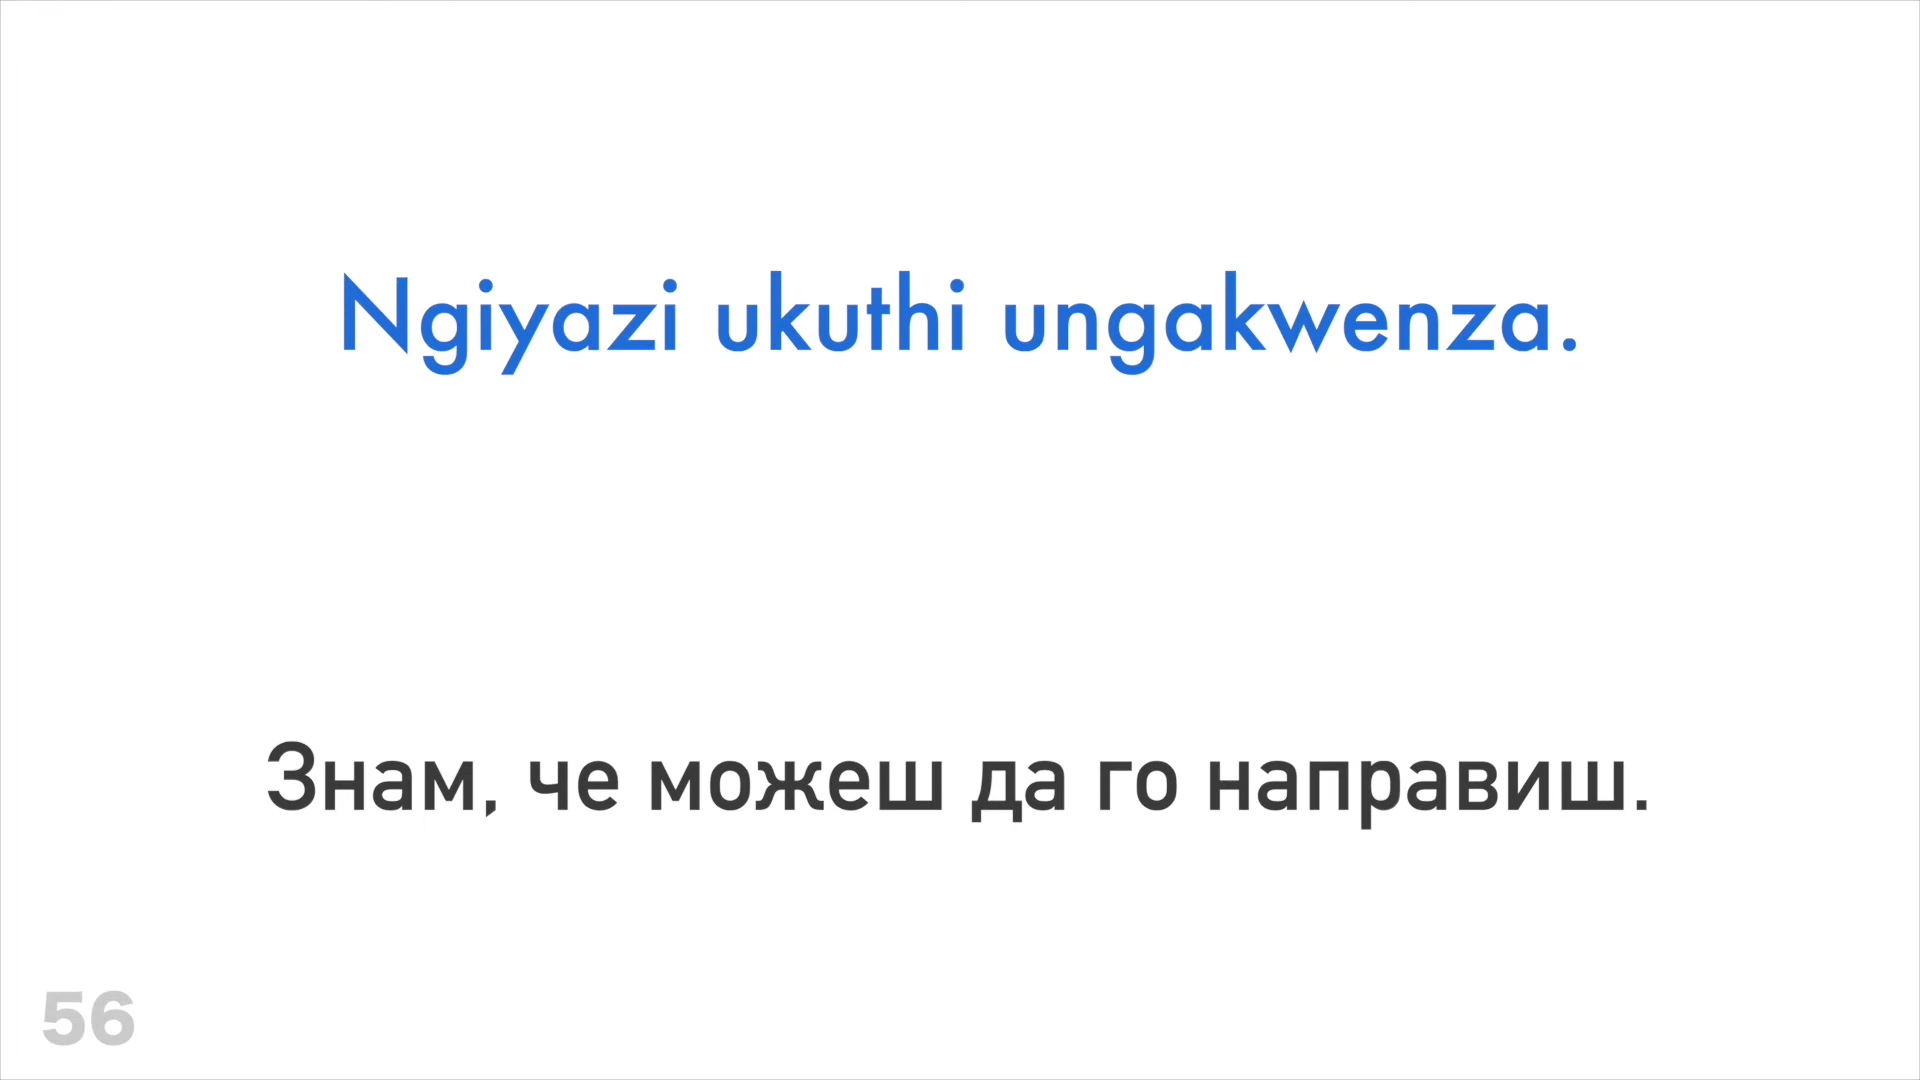 Ngiyazi ukuthi ungakwenza.
Знам, че можеш да го направиш.
56